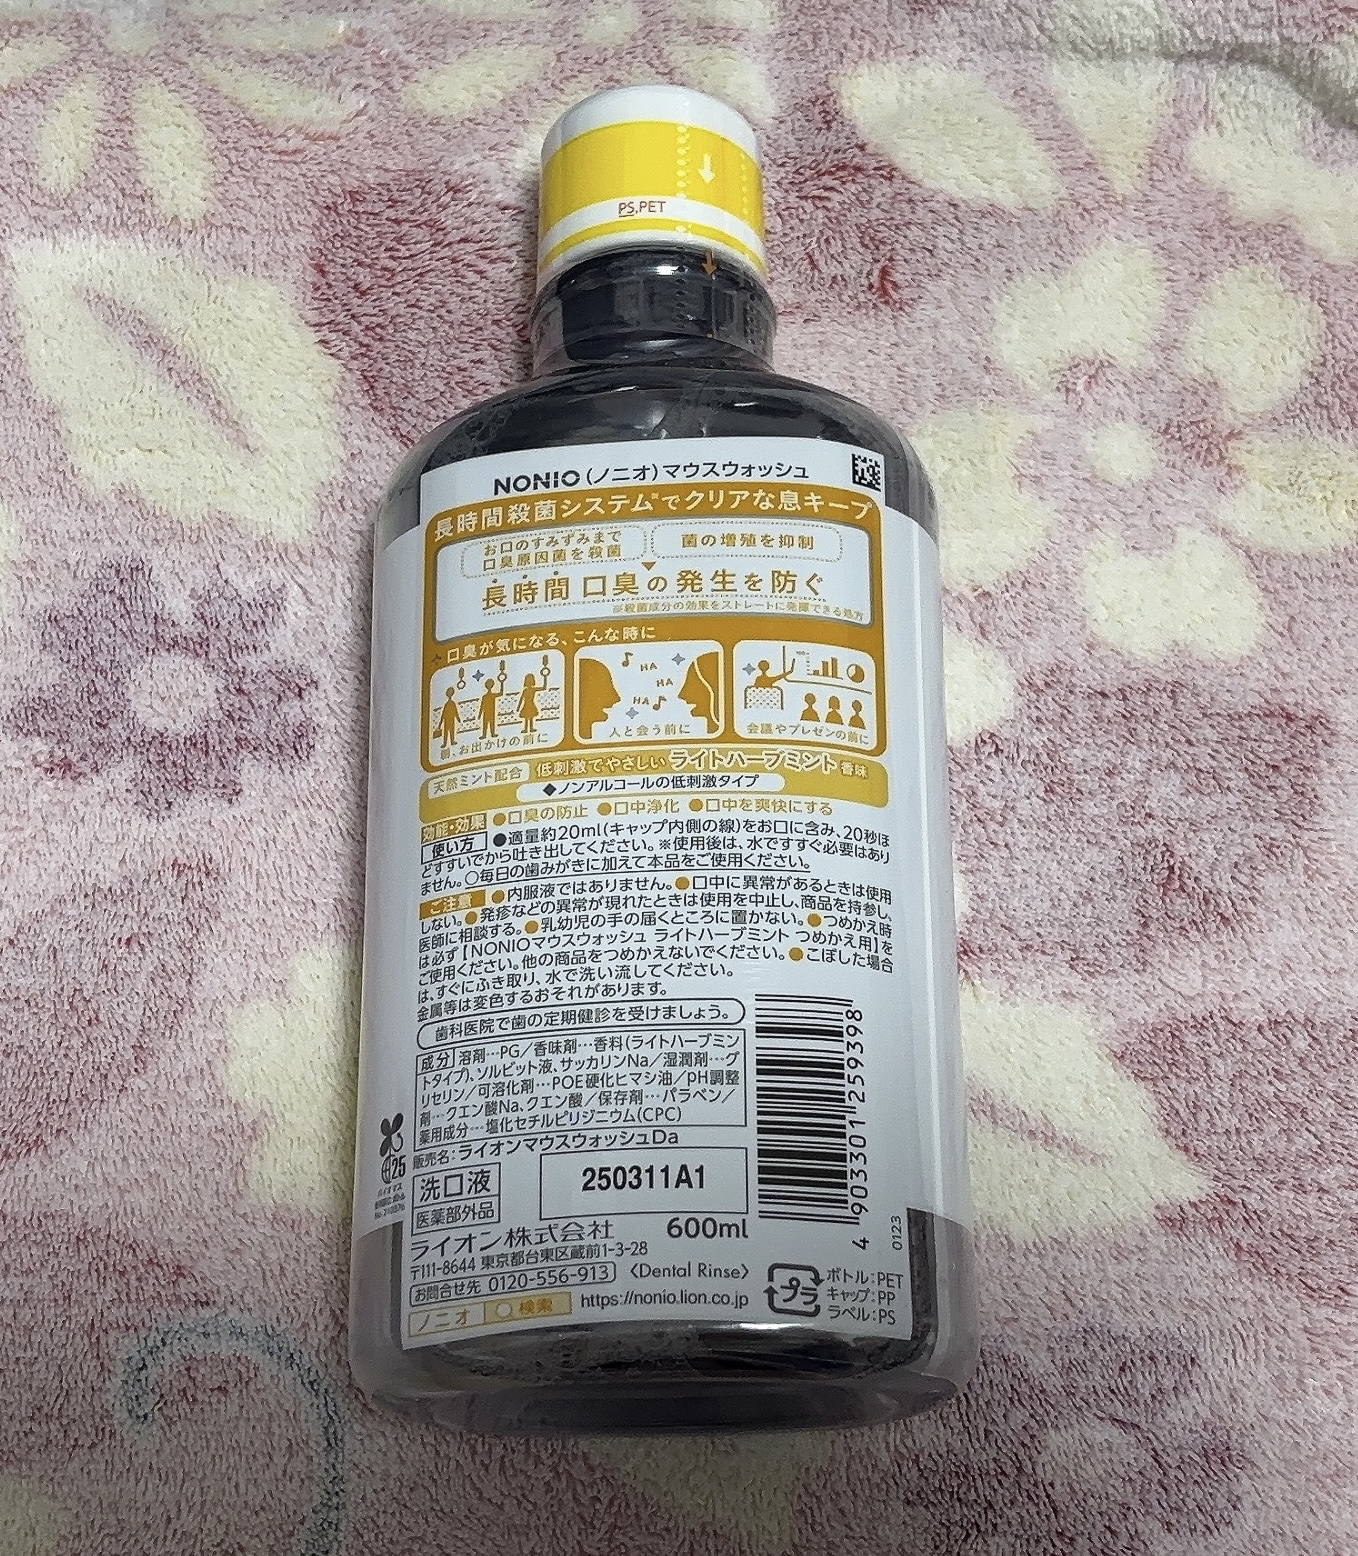 PS,PET
NONIO(ノニオ)マウスウォッシュ
長時間殺菌システム※でクリアな息キープ
お口のすみずみまで
口臭原因菌を殺菌
菌の増殖を抑制
長時間 口臭の発生を防ぐ
※殺菌成分の効果をストレートに発揮できる処方
口臭が気になる、こんな時に
HA
HA
HA
朝、お出かけの前に
人と会う前に
会議やプレゼンの前に
天然ミント配合 低刺激でやさしい ライトハーブミント 香味
◆ノンアルコールの低刺激タイプ
効能・効果 ●口臭の防止 ●口中浄化 ●口中を爽快にする
使い方 ●適量約20ml(キャップ内側の線)をお口に含み、20秒ほ
どすすいでから吐き出してください。※使用後は、水ですすぐ必要はあり
ません。○毎日の歯みがきに加えて本品をご使用ください。
ご注意 ●内服液ではありません。●口中に異常があるときは使用
しない。●発疹などの異常が現れたときは使用を中止し、商品を持参し、
医師に相談する。●乳幼児の手の届くところに置かない。●つめかえ時
は必ず【NONIOマウスウォッシュ ライトハーブミント つめかえ用】を
ご使用ください。他の商品をつめかえないでください。●こぼした場合
は、すぐにふき取り、水で洗い流してください。
金属等は変色するおそれがあります。
歯科医院で歯の定期健診を受けましょう。
成分 溶剤…PG/香味剤…香料(ライトハーブミン
トタイプ)、ソルビット液、サッカリンNa/湿潤剤…グ
リセリン/可溶化剤…POE硬化ヒマシ油/pH調整
剤…クエン酸Na、クエン酸/保存剤…パラベン/
薬用成分…塩化セチルピリジニウム(CPC)
販売名:ライオンマウスウォッシュDa
25
バイオマス
洗口液
医薬部外品
250311A1
ライオン株式会社 600ml
〒111-8644 東京都台東区蔵前1-3-28
お問合せ先 0120-556-913 〈Dental Rinse〉
ノニオ 検索 https://nonio.lion.co.jp
4 903301 259398
0123
プラ
ボトル:PET
キャップ:PP
ラベル:PS